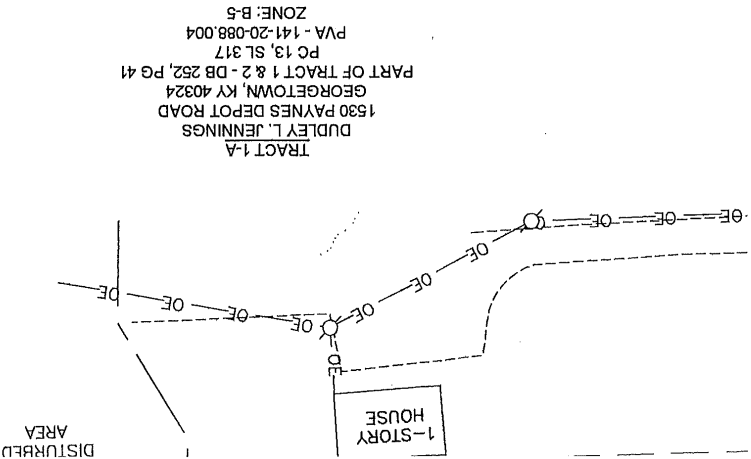 TRACT 1-A
DUDLEY L. JENNINGS
1530 PAYNES DEPOT ROAD
GEORGETOWN, KY 40324
PART OF TRACT 1 & 2 - DB 252, PG 41
PC 13, SL 317
PVA - 141-20-088.004
ZONE: B-5
DISTURBED
AREA
1-STORY
HOUSE
OE
OE
OE
OE
OE
OE
OE
OE
OE
OE
OE